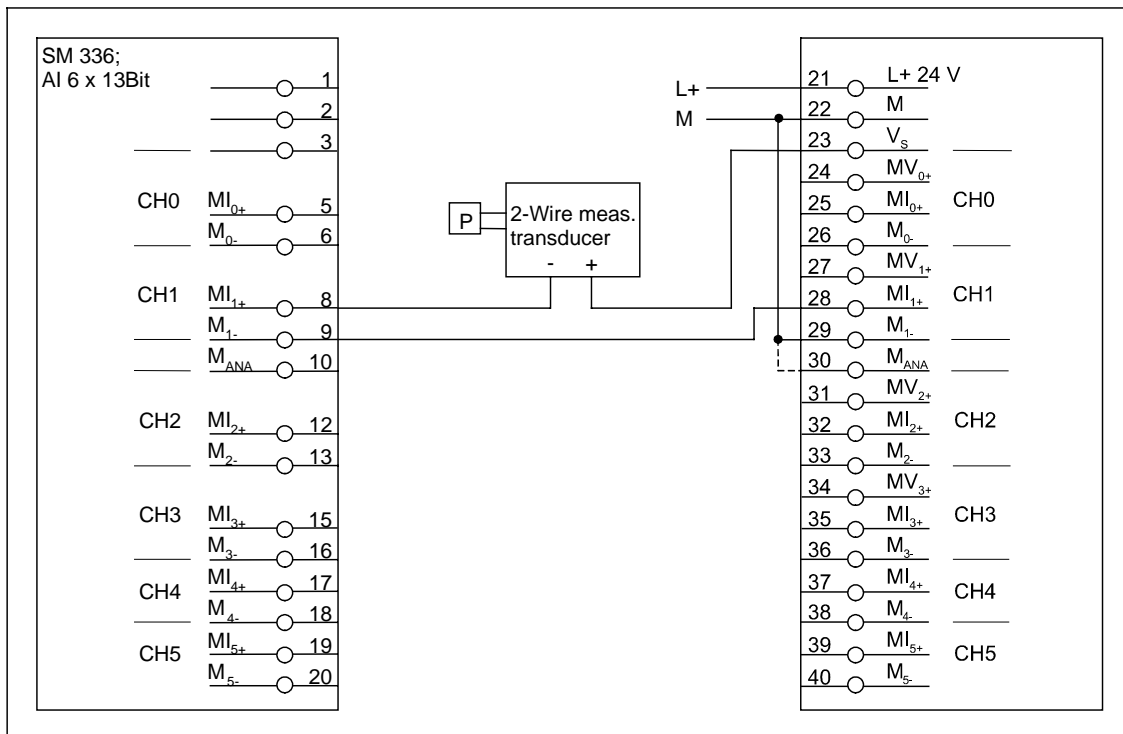 SM 336;
AI 6 x 13Bit
1
2
3
CH0 MI0+ 5
M0- 6
CH1 MI1+ 8
M1- 9
MANA 10
CH2 MI2+ 12
M2- 13
CH3 MI3+ 15
M3- 16
CH4 MI4+ 17
M4- 18
CH5 MI5+ 19
M5- 20
P
2-Wire meas.
transducer
- +
L+
M
21 L+ 24 V
22 M
23 VS
24 MV0+
25 MI0+ CH0
26 M0-
27 MV1+
28 MI1+ CH1
29 M1-
30 MANA
31 MV2+
32 MI2+ CH2
33 M2-
34 MV3+
35 MI3+ CH3
36 M3-
37 MI4+ CH4
38 M4-
39 MI5+ CH5
40 M5-